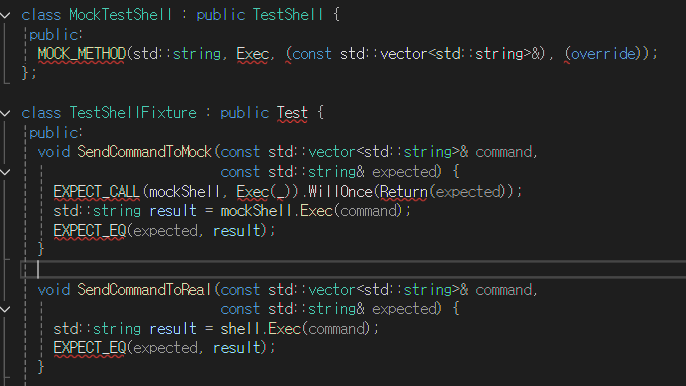 class MockTestShell : public TestShell {
public:
MOCK_METHOD(std::string, Exec, (const std::vector<std::string>&), (override));
};
class TestShellFixture : public Test {
public:
void SendCommandToMock(const std::vector<std::string>& command,
const std::string& expected) {
EXPECT_CALL(mockShell, Exec(_)).WillOnce(Return(expected));
std::string result = mockShell.Exec(command);
EXPECT_EQ(expected, result);
}
void SendCommandToReal(const std::vector<std::string>& command,
const std::string& expected) {
std::string result = shell.Exec(command);
EXPECT_EQ(expected, result);
}